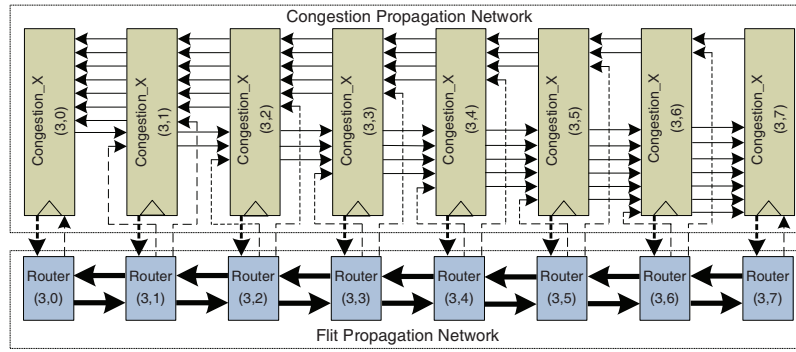 Congestion Propagation Network
Congestion_X
(3,0)
Congestion_X
(3,1)
Congestion_X
(3,2)
Congestion_X
(3,3)
Congestion_X
(3,4)
Congestion_X
(3,5)
Congestion_X
(3,6)
Congestion_X
(3,7)
Router
(3,0)
Router
(3,1)
Router
(3,2)
Router
(3,3)
Router
(3,4)
Router
(3,5)
Router
(3,6)
Router
(3,7)
Flit Propagation Network